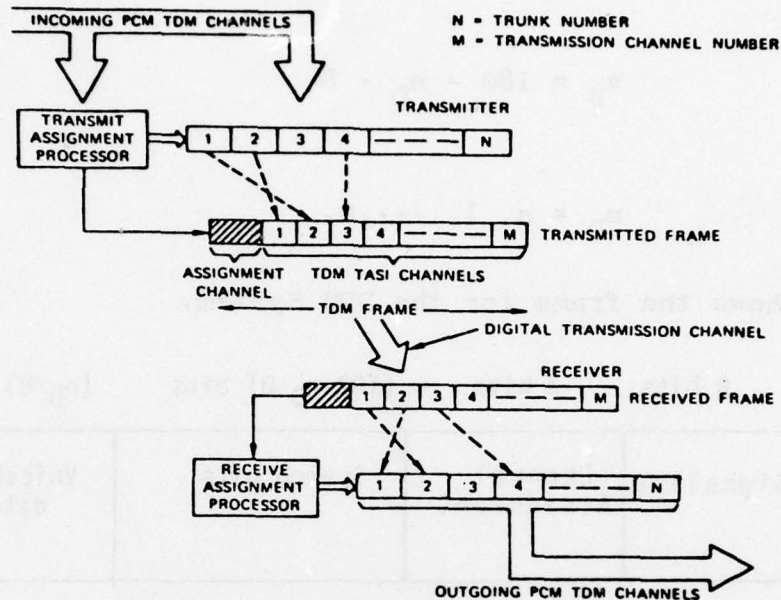 INCOMING PCM TDM CHANNELS
N - TRUNK NUMBER
M - TRANSMISSION CHANNEL NUMBER
TRANSMITTER
TRANSMIT
ASSIGNMENT
PROCESSOR
1 2 3 4 N
1 2 3 4 M
TRANSMITTED FRAME
ASSIGNMENT
CHANNEL
TDM TASI CHANNELS
TDM FRAME
DIGITAL TRANSMISSION CHANNEL
RECEIVER
1 2 3 4 M
RECEIVED FRAME
RECEIVE
ASSIGNMENT
PROCESSOR
1 2 3 N
OUTGOING PCM TDM CHANNELS